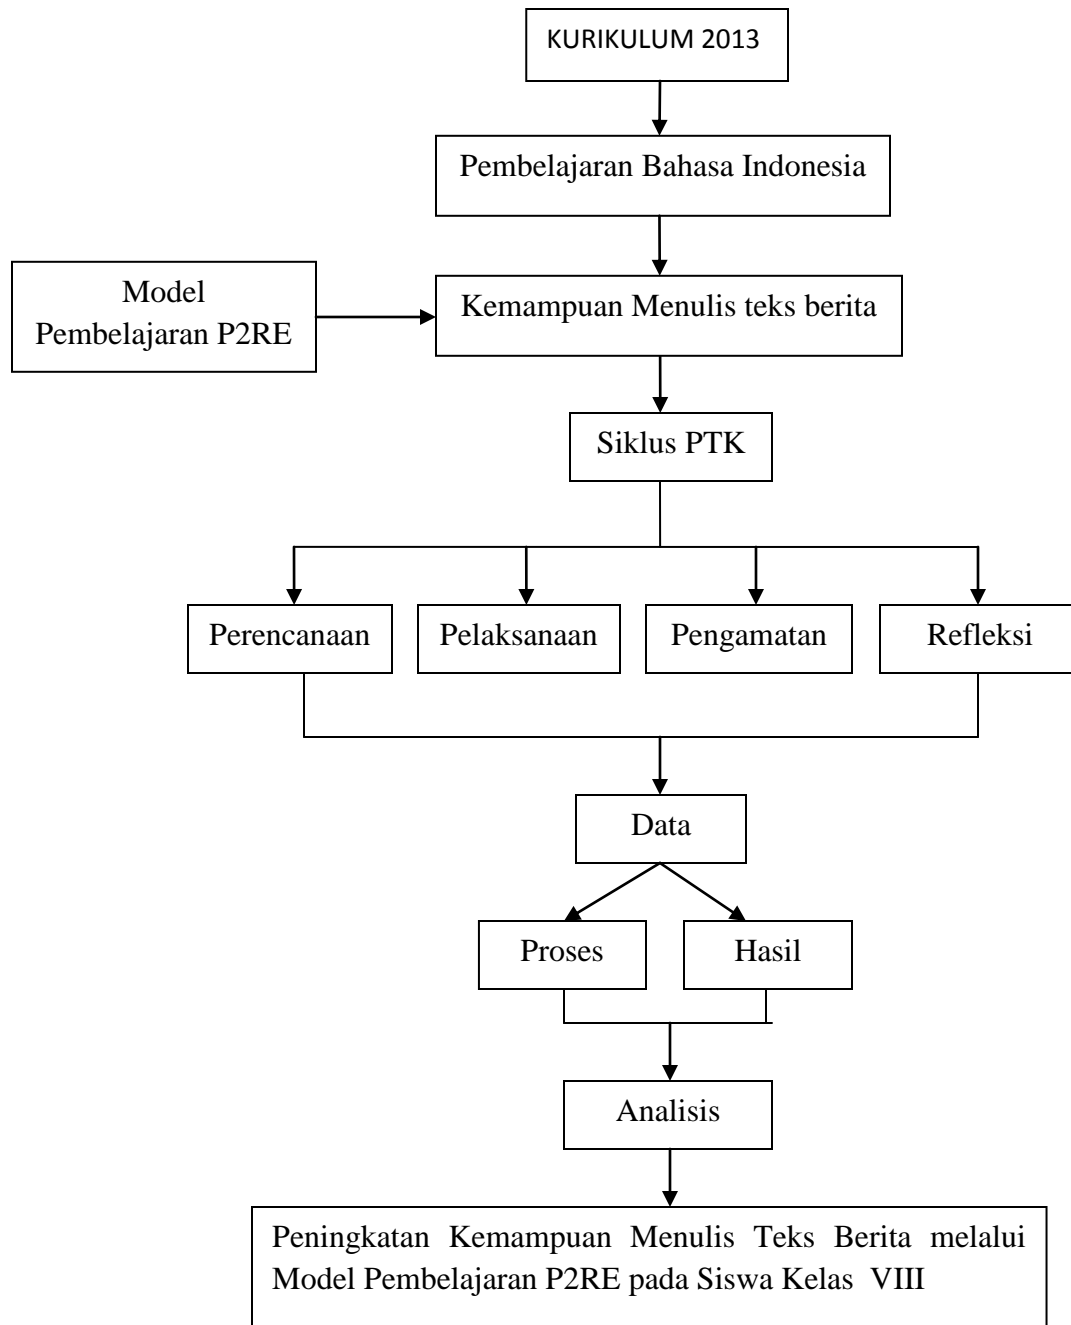 KURIKULUM 2013
Pembelajaran Bahasa Indonesia
Model
Pembelajaran P2RE
Kemampuan Menulis teks berita
Siklus PTK
Perencanaan
Pelaksanaan
Pengamatan
Refleksi
Data
Proses
Hasil
Analisis
Peningkatan Kemampuan Menulis Teks Berita melalui
Model Pembelajaran P2RE pada Siswa Kelas VIII